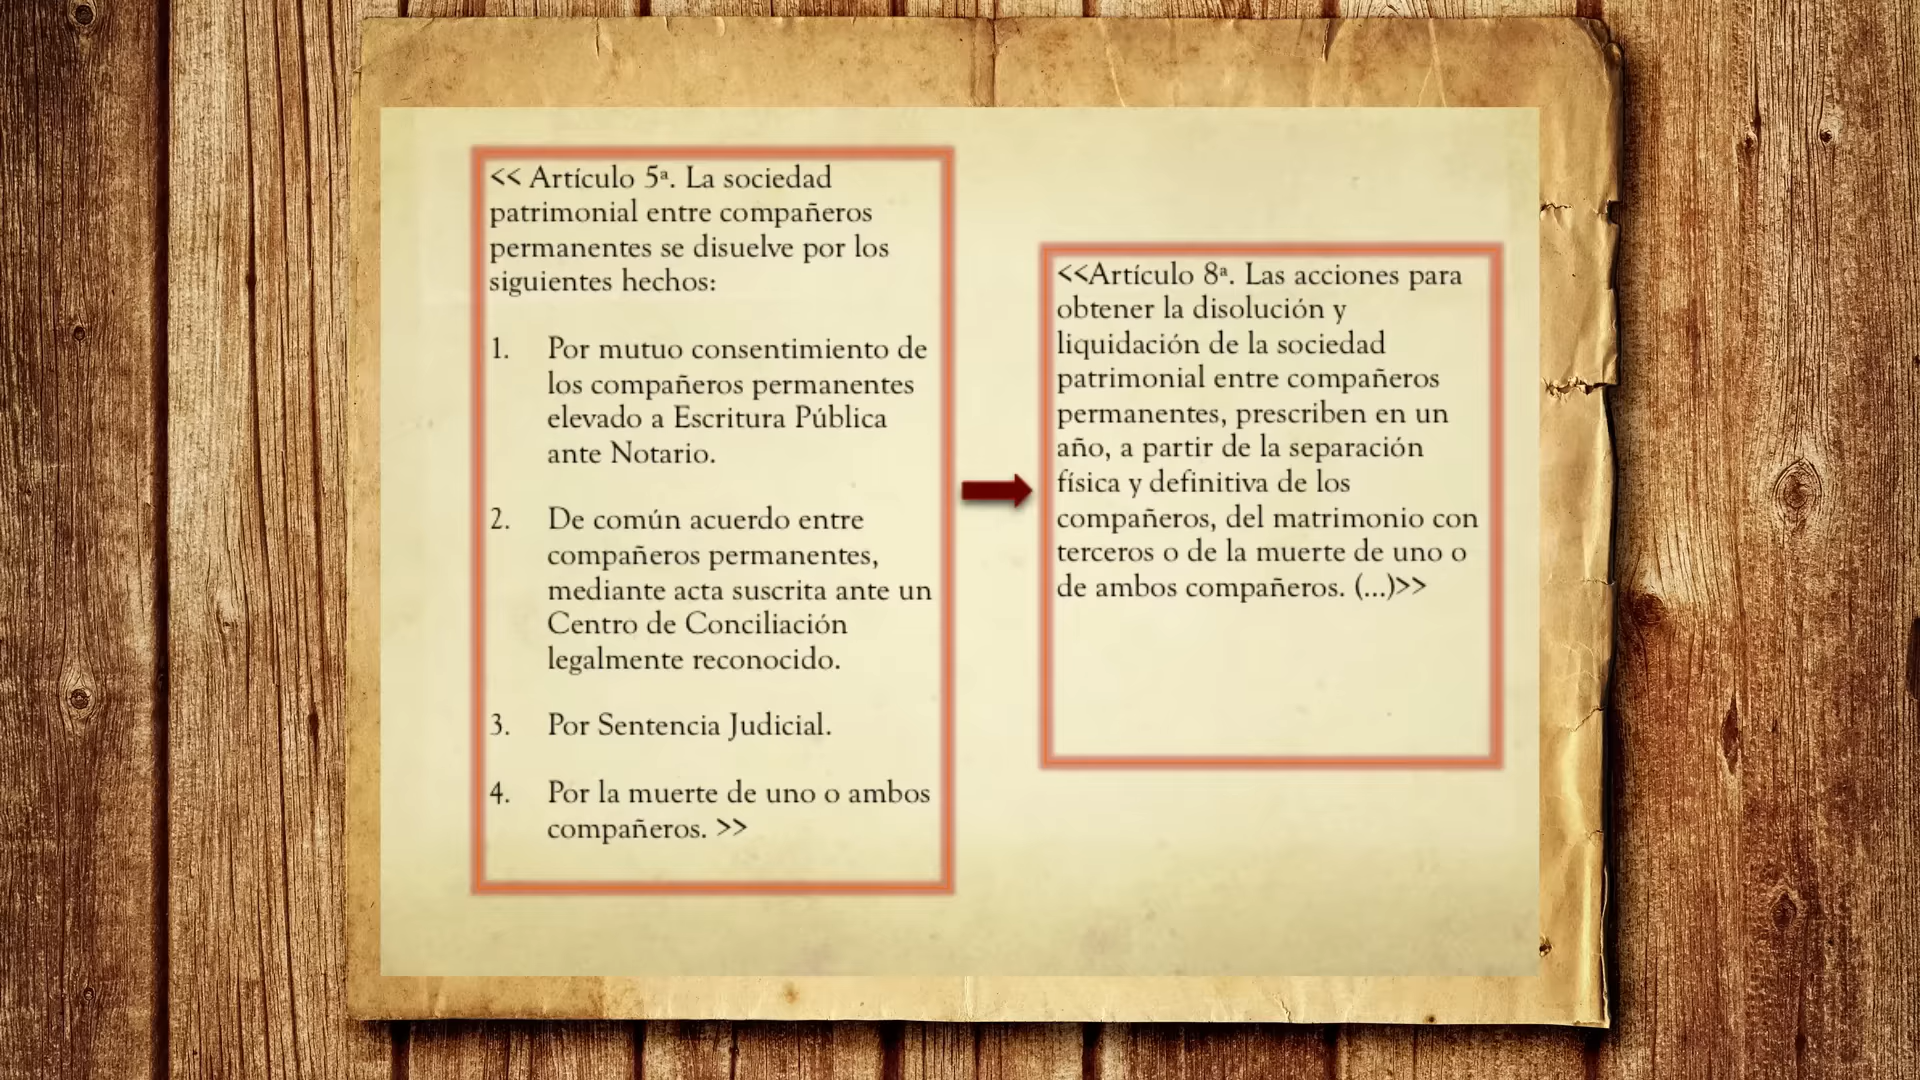 << Artículo 5ª. La sociedad
patrimonial entre compañeros
permanentes se disuelve por los
siguientes hechos:
1. Por mutuo consentimiento de
los compañeros permanentes
elevado a Escritura Pública
ante Notario.
2. De común acuerdo entre
compañeros permanentes,
mediante acta suscrita ante un
Centro de Conciliación
legalmente reconocido.
3. Por Sentencia Judicial.
4. Por la muerte de uno o ambos
compañeros. >>
<<Artículo 8ª. Las acciones para
obtener la disolución y
liquidación de la sociedad
patrimonial entre compañeros
permanentes, prescriben en un
año, a partir de la separación
física y definitiva de los
compañeros, del matrimonio con
terceros o de la muerte de uno o
de ambos compañeros. (...)>>